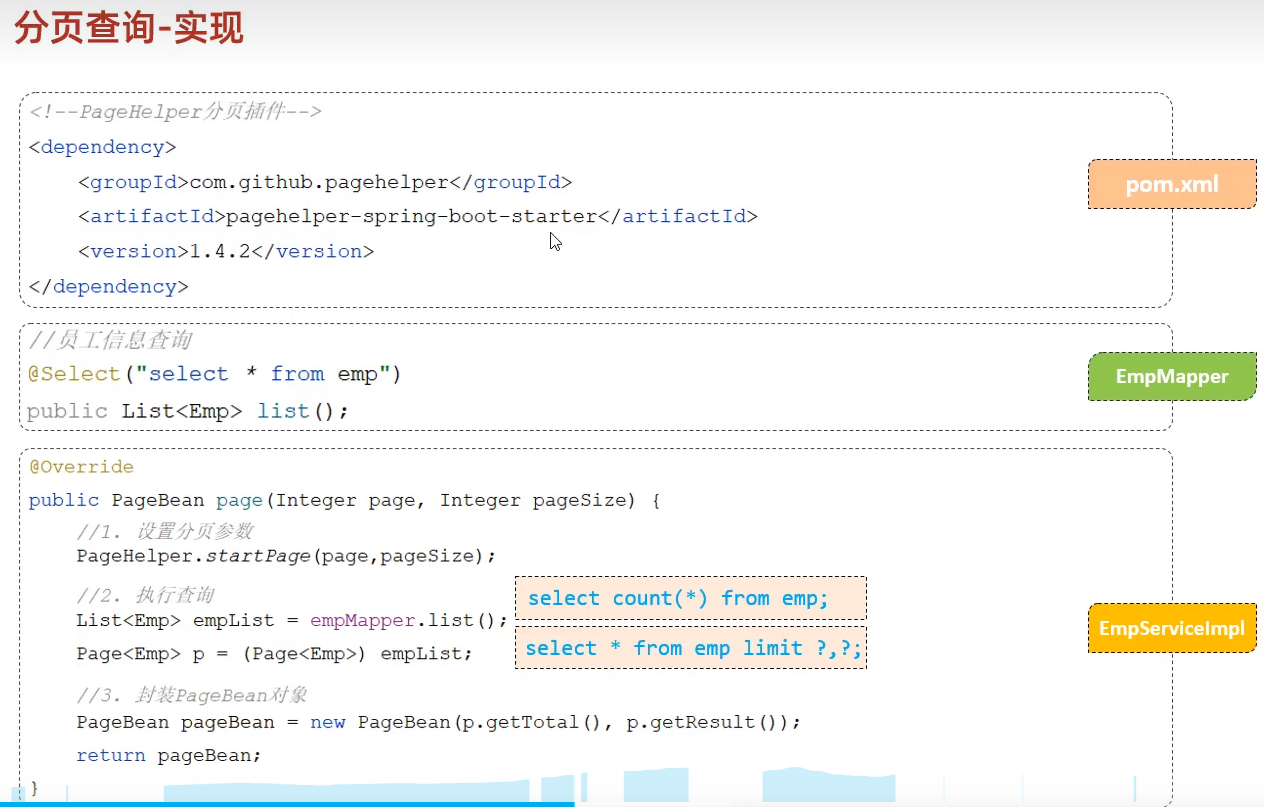 分页查询-实现
<!--PageHelper分页插件-->
<dependency>
    <groupId>com.github.pagehelper</groupId>
    <artifactId>pagehelper-spring-boot-starter</artifactId>
    <version>1.4.2</version>
</dependency>
pom.xml
//员工信息查询
@Select("select * from emp")
public List<Emp> list();
EmpMapper
@Override
public PageBean page(Integer page, Integer pageSize) {
    //1. 设置分页参数
    PageHelper.startPage(page,pageSize);
    //2. 执行查询
    List<Emp> empList = empMapper.list();
    Page<Emp> p = (Page<Emp>) empList;
select count(*) from emp;
select * from emp limit ?,?;
    //3. 封装PageBean对象
    PageBean pageBean = new PageBean(p.getTotal(), p.getResult());
    return pageBean;
}
EmpServiceImpl